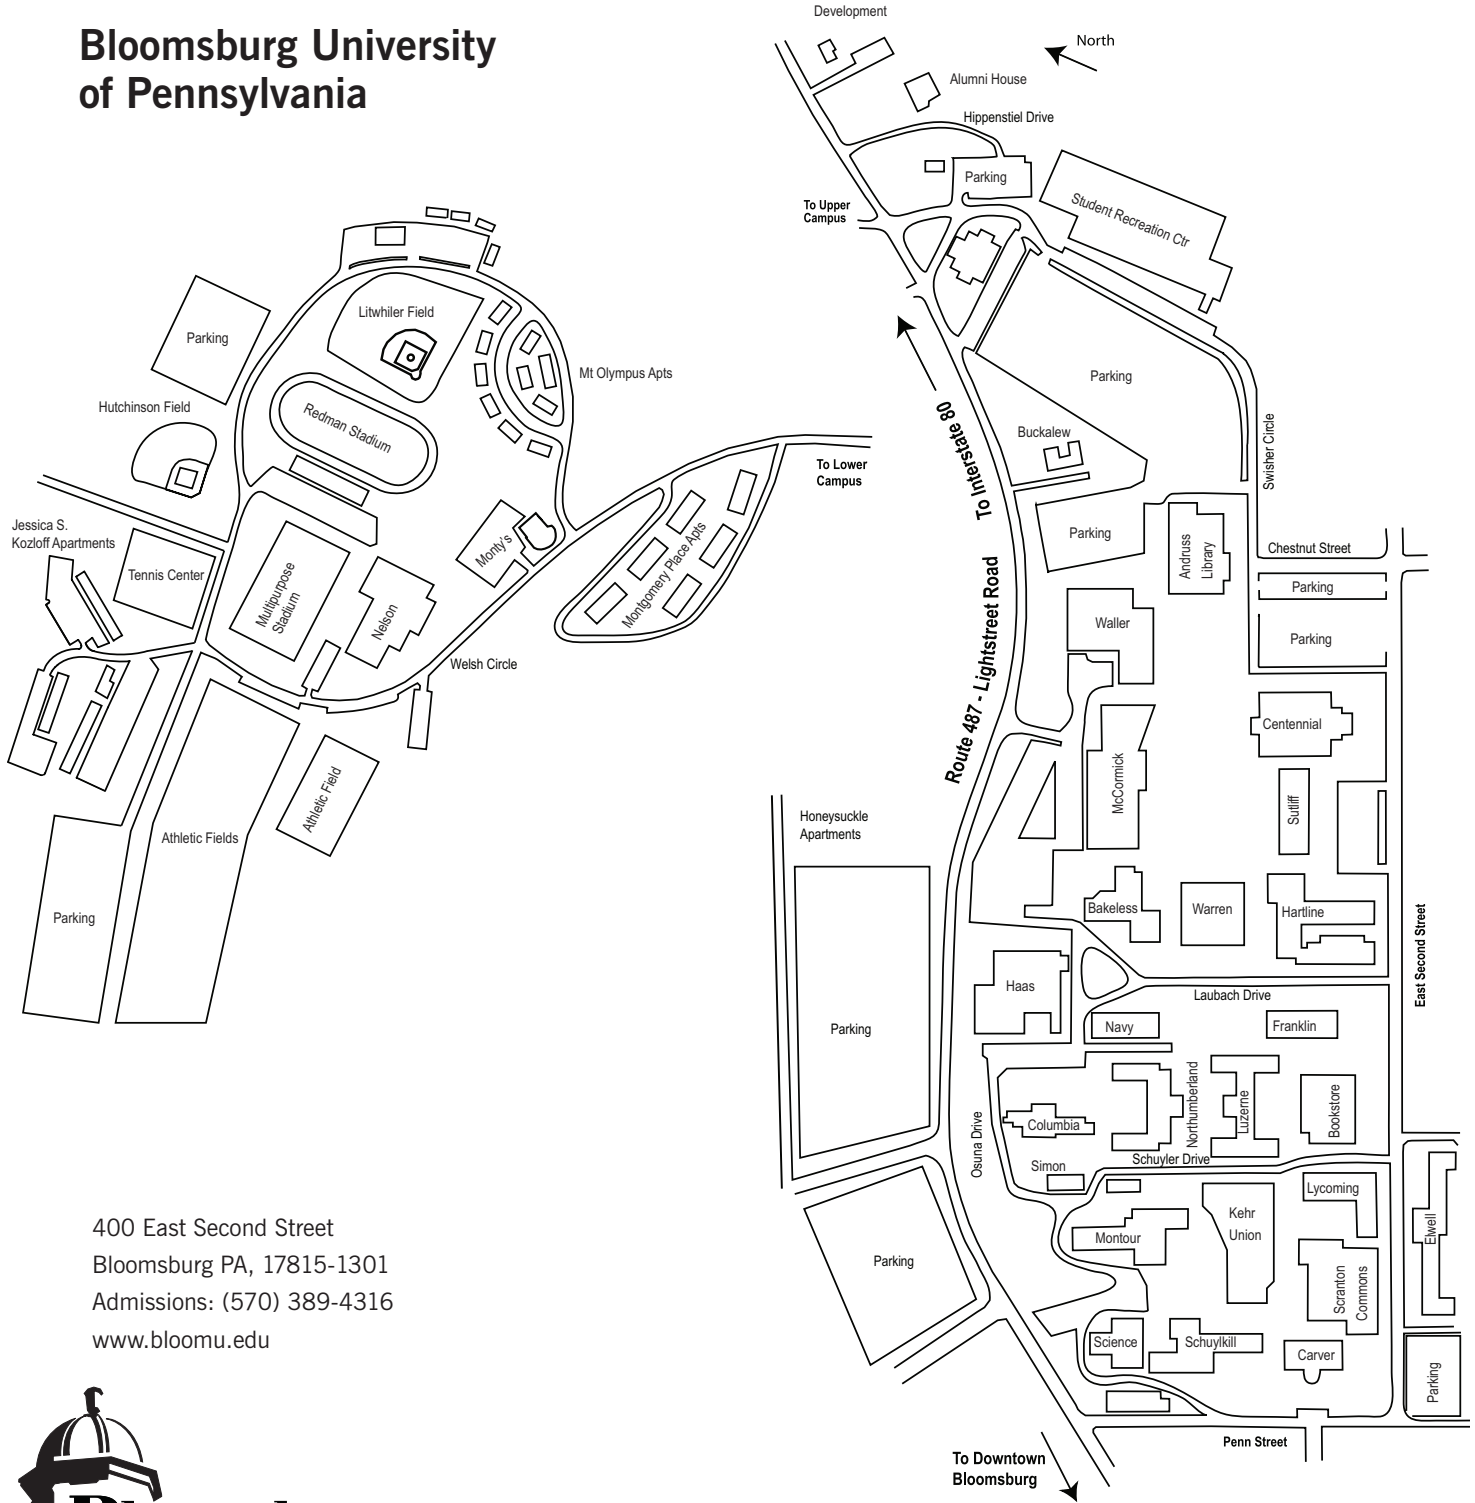 Bloomsburg University
of Pennsylvania
Development
North
Alumni House
Hippenstiel Drive
Parking
Student Recreation Ctr
To Upper
Campus
Litwhiler Field
Parking
Mt Olympus Apts
Hutchinson Field
Redman Stadium
Parking
Buckalew
To Interstate 80
Swisher Circle
To Lower
Campus
Jessica S.
Kozloff Apartments
Tennis Center
Multipurpose
Stadium
Nelson
Monty's
Montgomery Place Apts
Welsh Circle
Parking
Andruss
Library
Chestnut Street
Parking
Parking
Waller
Route 487 - Lightstreet Road
Centennial
McCormick
Sutliff
Athletic Field
Athletic Fields
Parking
Honeysuckle
Apartments
Bakeless
Warren
Hartline
East Second Street
Haas
Laubach Drive
Parking
Navy
Franklin
Northumberland
Luzerne
Bookstore
Columbia
Osuna Drive
Simon
Schuyler Drive
Lycoming
Kehr
Union
Elwell
Montour
Parking
Scranton
Commons
Science
Schuylkill
Carver
Parking
Penn Street
To Downtown
Bloomsburg
400 East Second Street
Bloomsburg PA, 17815-1301
Admissions: (570) 389-4316
www.bloomu.edu